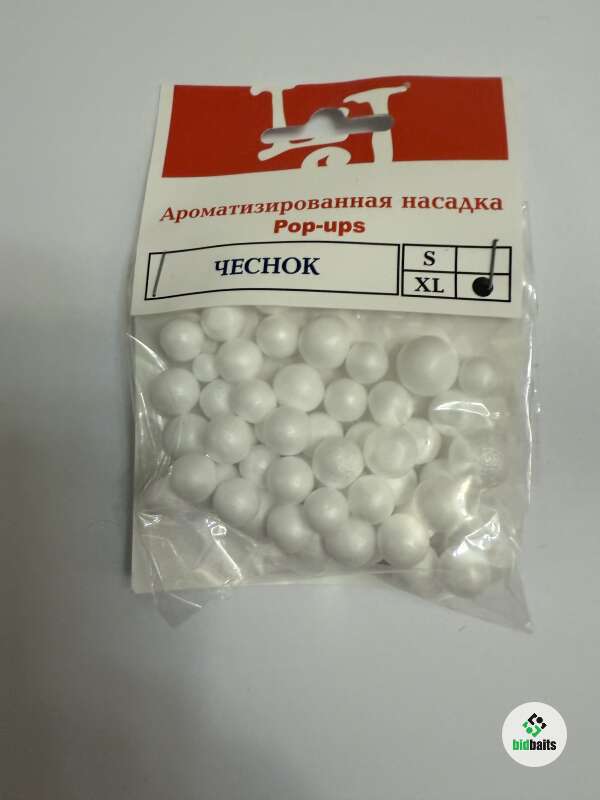 Ароматизированная насадка
Pop-ups
ЧЕСНОК
S
XL
bidbaits